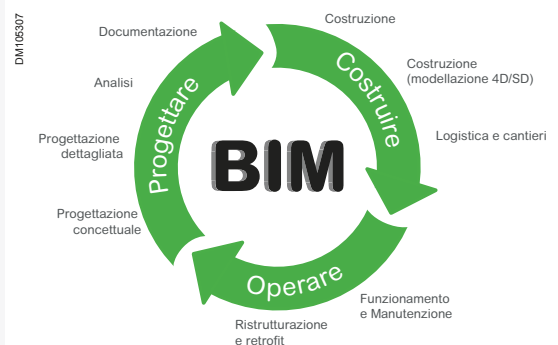 DM105307
Documentazione
Analisi
Progettazione
dettagliata
Progettazione
concettuale
Progettare
Costruzione
Costruzione
(modellazione 4D/SD)
Logistica e cantieri
Costruire
BIM
Operare
Funzionamento
e Manutenzione
Ristrutturazione
e retrofit